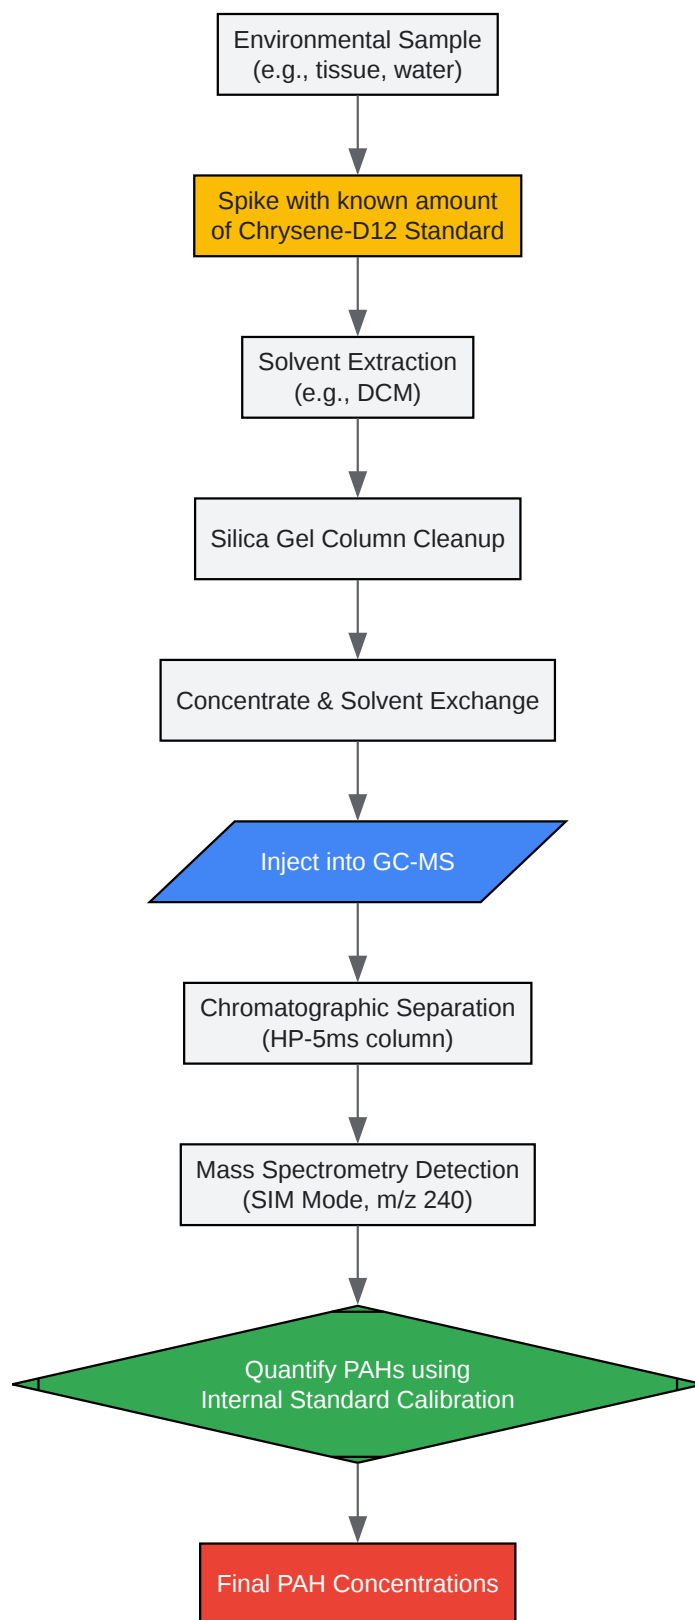 Environmental Sample
(e.g., tissue, water)
Spike with known amount
of Chrysene-D12 Standard
Solvent Extraction
(e.g., DCM)
Silica Gel Column Cleanup
Concentrate & Solvent Exchange
Inject into GC-MS
Chromatographic Separation
(HP-5ms column)
Mass Spectrometry Detection
(SIM Mode, m/z 240)
Quantify PAHs using
Internal Standard Calibration
Final PAH Concentrations